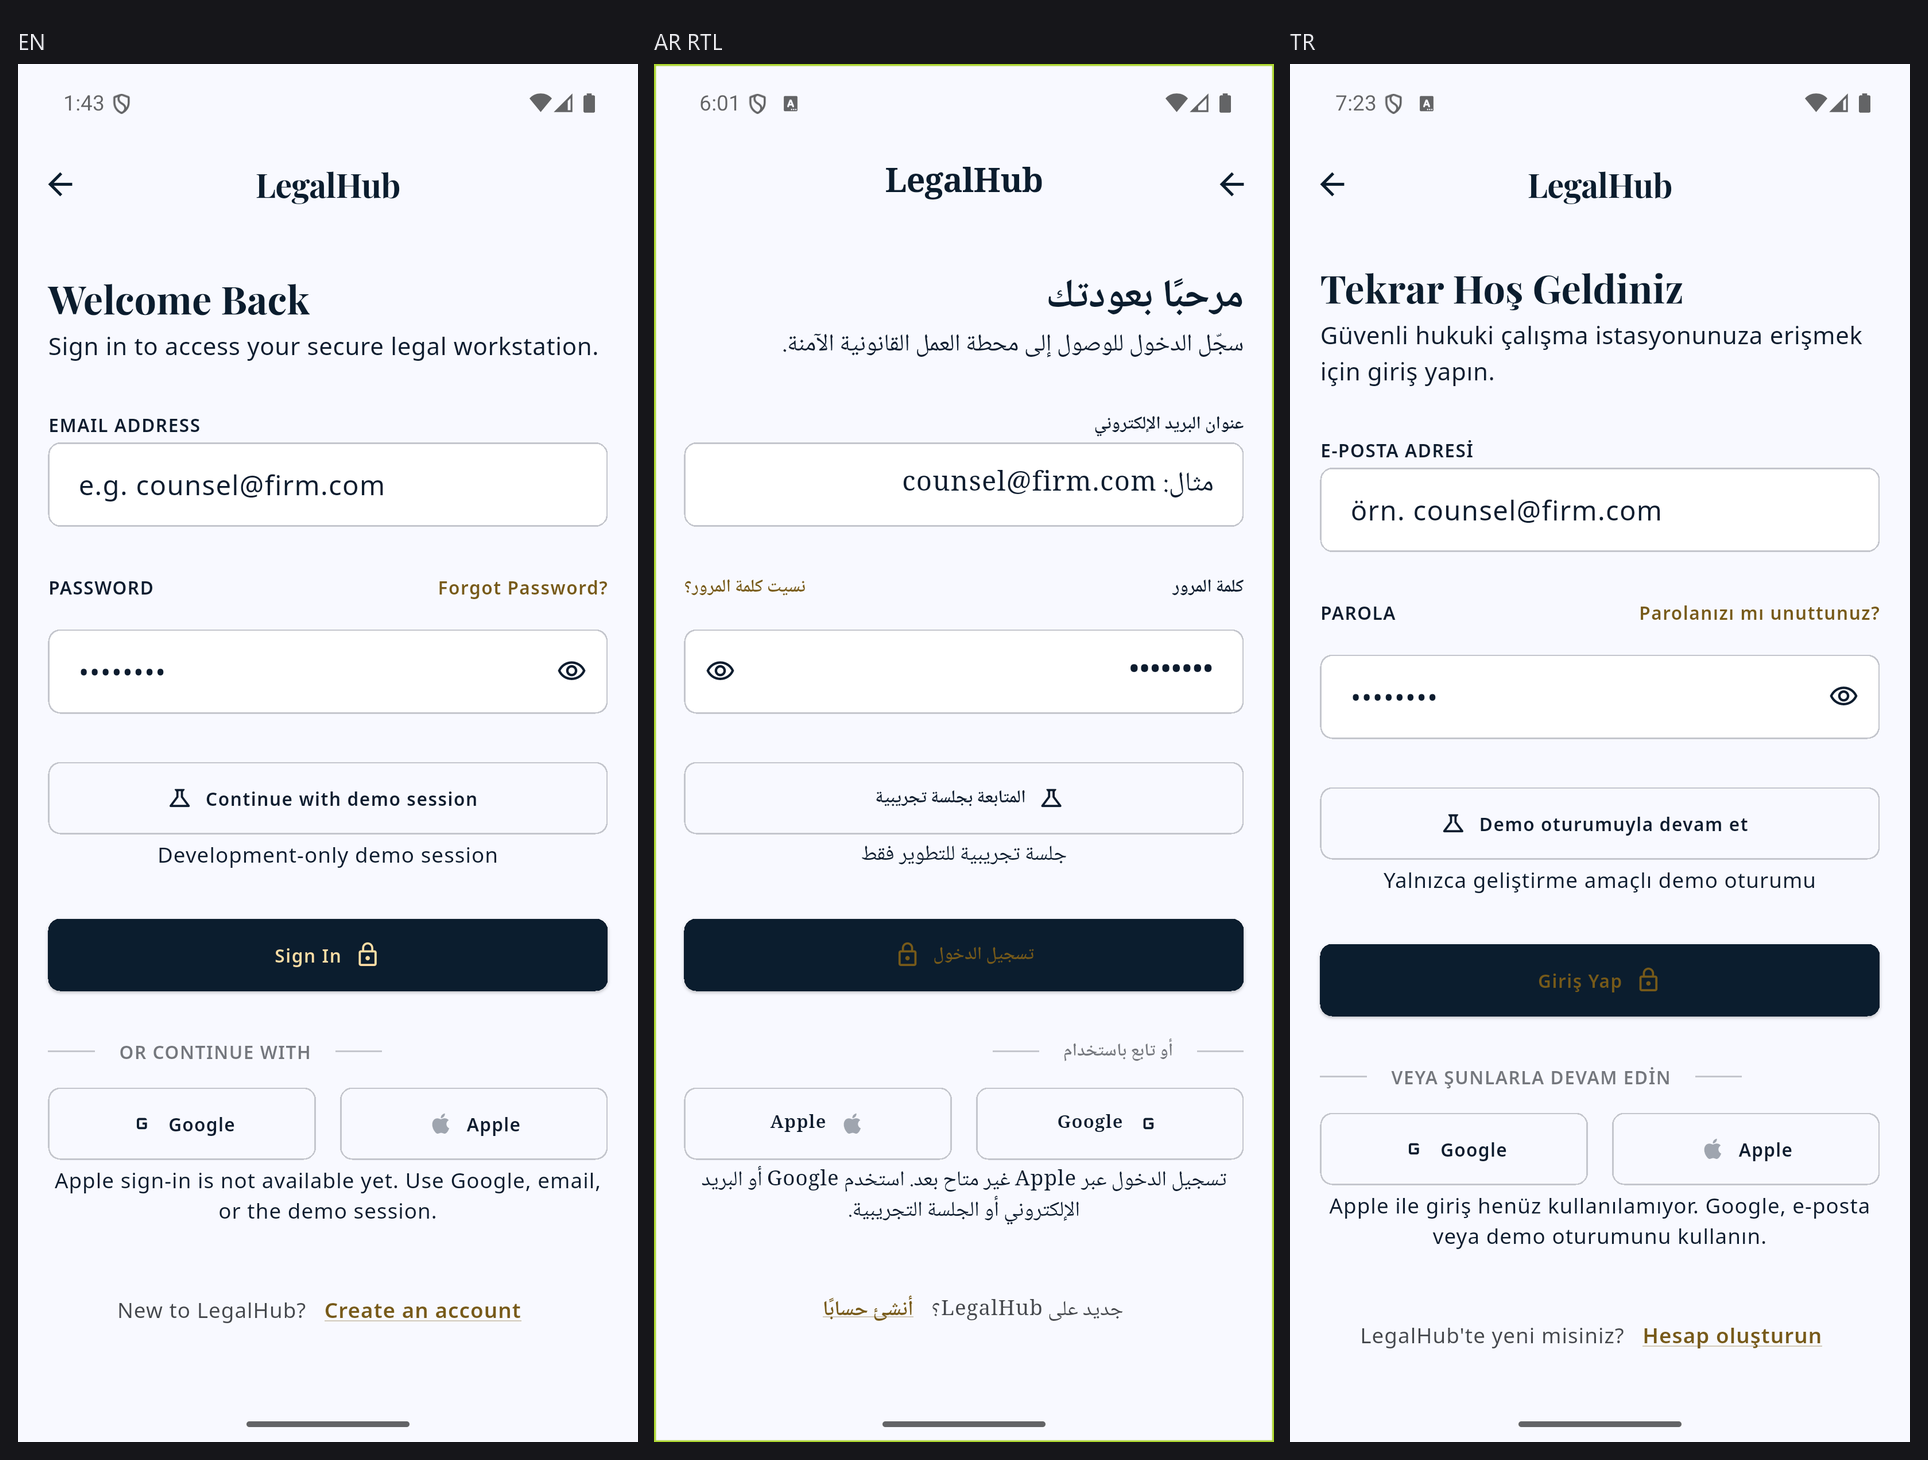 EN
1:43
LegalHub
Welcome Back
Sign in to access your secure legal workstation.
EMAIL ADDRESS
e.g. counsel@firm.com
PASSWORD
Forgot Password?
••••••••
Continue with demo session
Development-only demo session
Sign In
OR CONTINUE WITH
G Google
Apple
Apple sign-in is not available yet. Use Google, email,
or the demo session.
New to LegalHub? Create an account
AR RTL
6:01 A
LegalHub
مرحبًا بعودتك
سجّل الدخول للوصول إلى محطة العمل القانونية الآمنة.
عنوان البريد الإلكتروني
مثال: counsel@firm.com
كلمة المرور
نسيت كلمة المرور؟
••••••••
المتابعة بجلسة تجريبية
جلسة تجريبية للتطوير فقط
تسجيل الدخول
أو تابع باستخدام
G Google
Apple
تسجيل الدخول عبر Apple غير متاح بعد. استخدم Google أو البريد
الإلكتروني أو الجلسة التجريبية.
جديد على LegalHub؟ أنشئ حسابًا
TR
7:23 A
LegalHub
Tekrar Hoş Geldiniz
Güvenli hukuki çalışma istasyonunuza erişmek
için giriş yapın.
E-POSTA ADRESİ
örn. counsel@firm.com
PAROLA
Parolanızı mı unuttunuz?
••••••••
Demo oturumuyla devam et
Yalnızca geliştirme amaçlı demo oturumu
Giriş Yap
VEYA ŞUNLARLA DEVAM EDİN
G Google
Apple
Apple ile giriş henüz kullanılamıyor. Google, e-posta
veya demo oturumunu kullanın.
LegalHub'te yeni misiniz? Hesap oluşturun